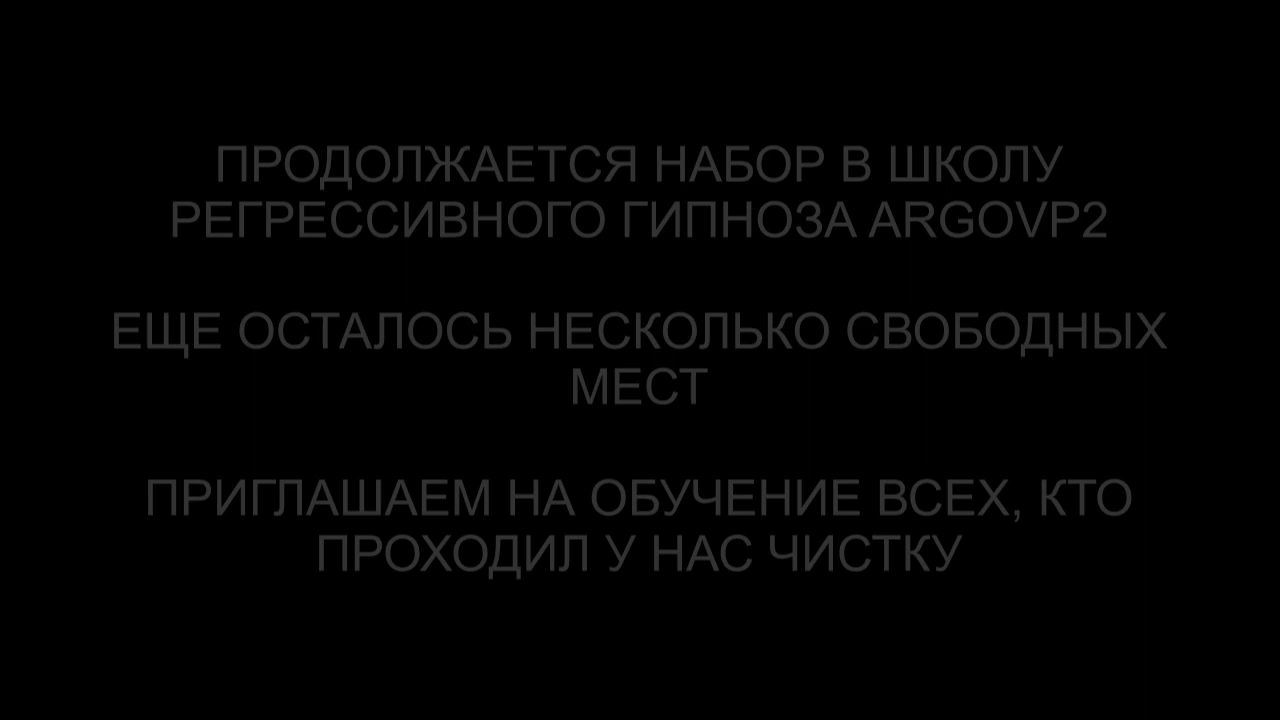 ПРОДОЛЖАЕТСЯ НАБОР В ШКОЛУ
РЕГРЕССИВНОГО ГИПНОЗА ARGOVP2
ЕЩЕ ОСТАЛОСЬ НЕСКОЛЬКО СВОБОДНЫХ
МЕСТ
ПРИГЛАШАЕМ НА ОБУЧЕНИЕ ВСЕХ, КТО
ПРОХОДИЛ У НАС ЧИСТКУ